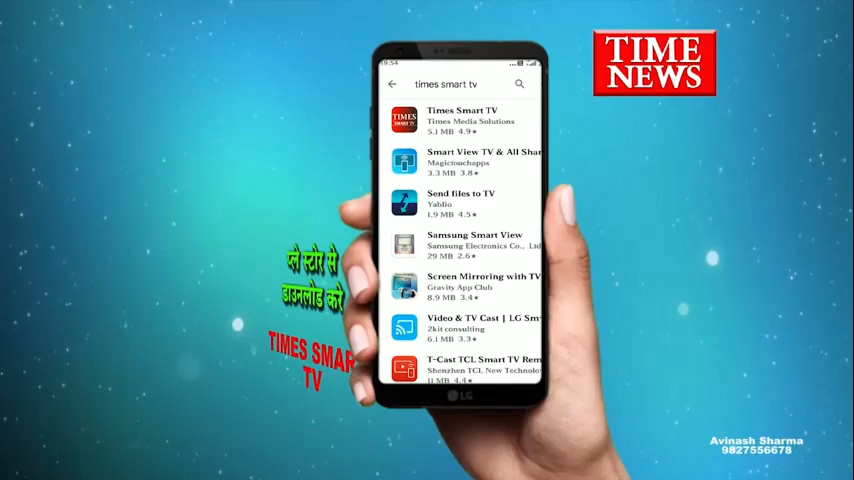 TIME
NEWS
19:54
times smart tv
TIMES
SMART TV
Times Smart TV
Times Media Solutions
5.1 MB 4.9★
Smart View TV & All Shar
Magictouchapps
3.3 MB 3.8★
Send files to TV
Yablio
1.9 MB 4.5★
Samsung Smart View
Samsung Electronics Co., Ltd
29 MB 2.6★
Screen Mirroring with TV
Gravity App Club
8.9 MB 3.4★
Video & TV Cast | LG Sm
2kit consulting
6.1 MB 3.3★
T-Cast TCL Smart TV Rem
Shenzhen TCL New Technolo
11 MB 4.4★
LG
प्ले स्टोर से
डाउनलोड करे
TIMES SMAR
TV
Avinash Sharma
9827556678